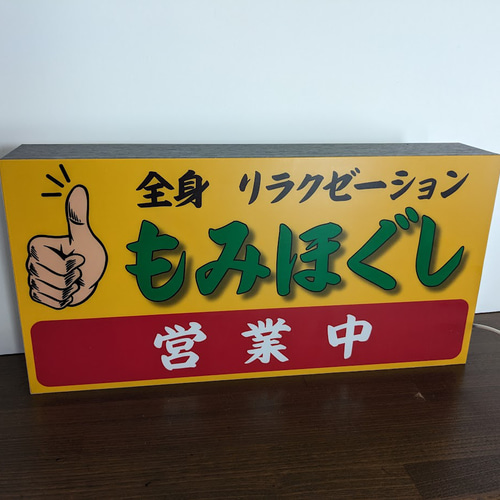 全身 リラクゼーション
もみほぐし
営業中